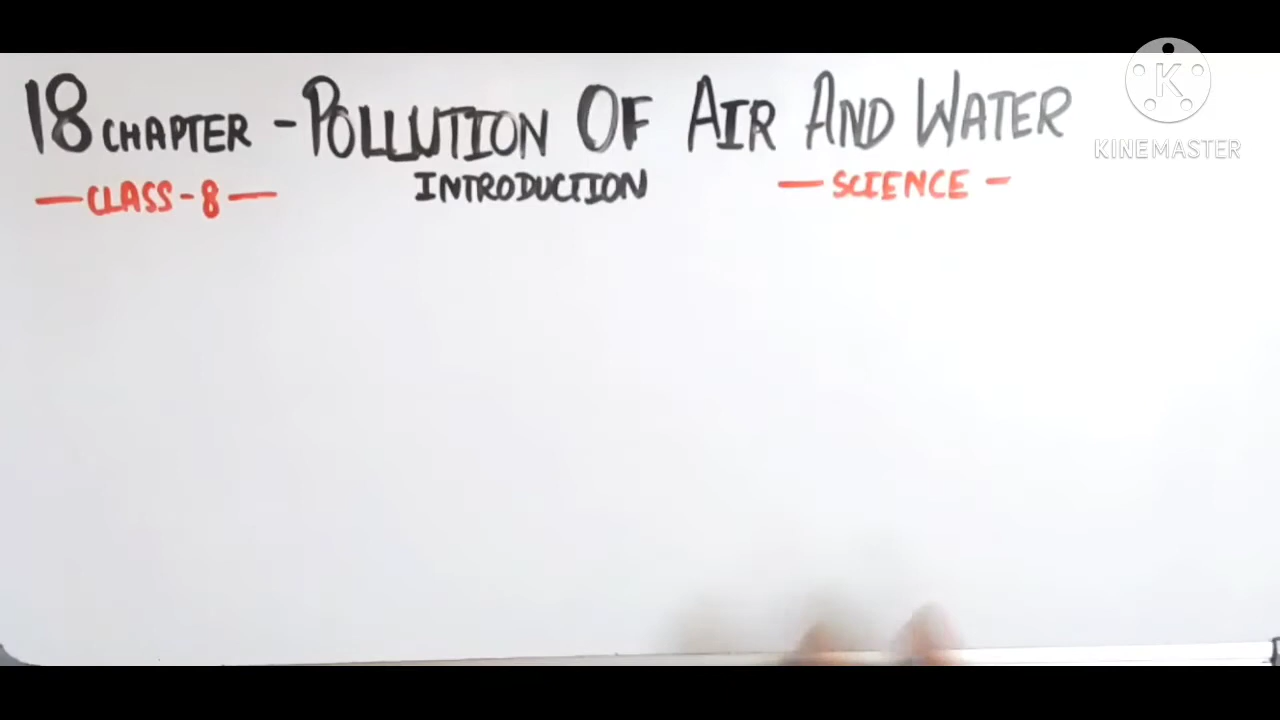 18 CHAPTER - POLLUTION OF AIR AND WATER
— CLASS - 8 — INTRODUCTION — SCIENCE -
K
KINEMASTER